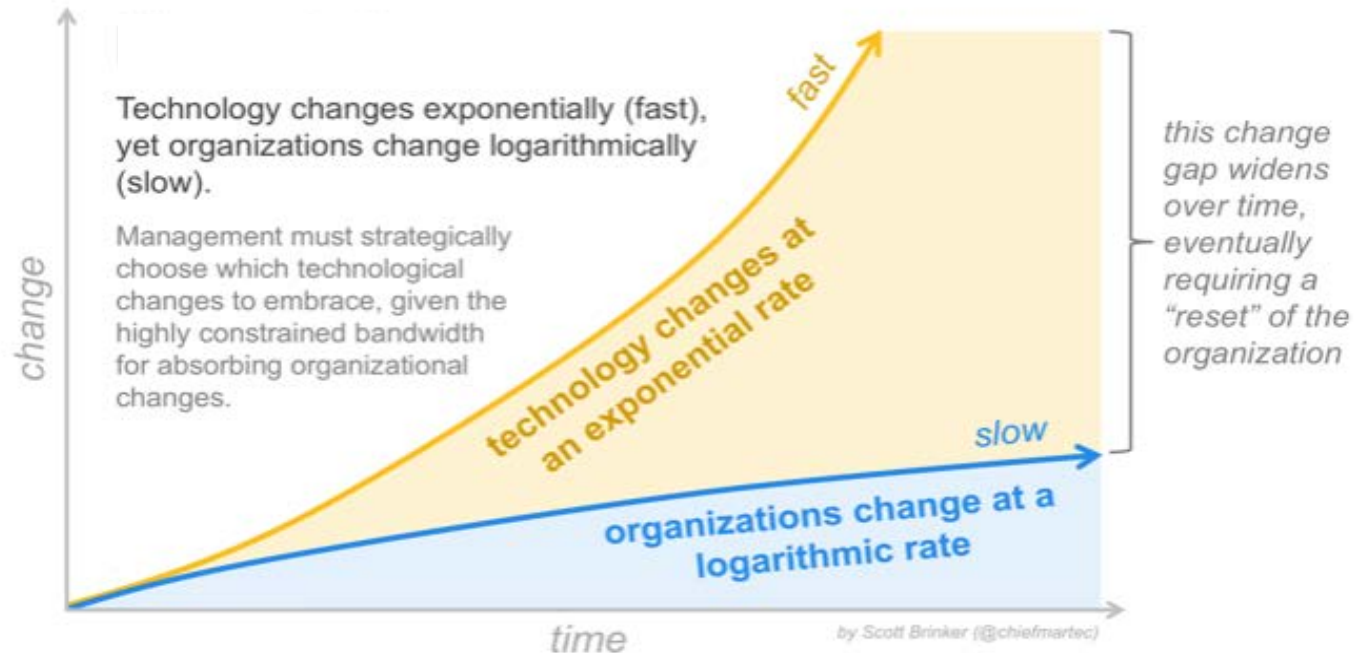 Technology changes exponentially (fast),
yet organizations change logarithmically
(slow).
Management must strategically
choose which technological
changes to embrace, given the
highly constrained bandwidth
for absorbing organizational
changes.
change
fast
technology changes at
an exponential rate
slow
organizations change at a
logarithmic rate
this change
gap widens
over time,
eventually
requiring a
“reset” of the
organization
time
by Scott Brinker (@chiefmartec)